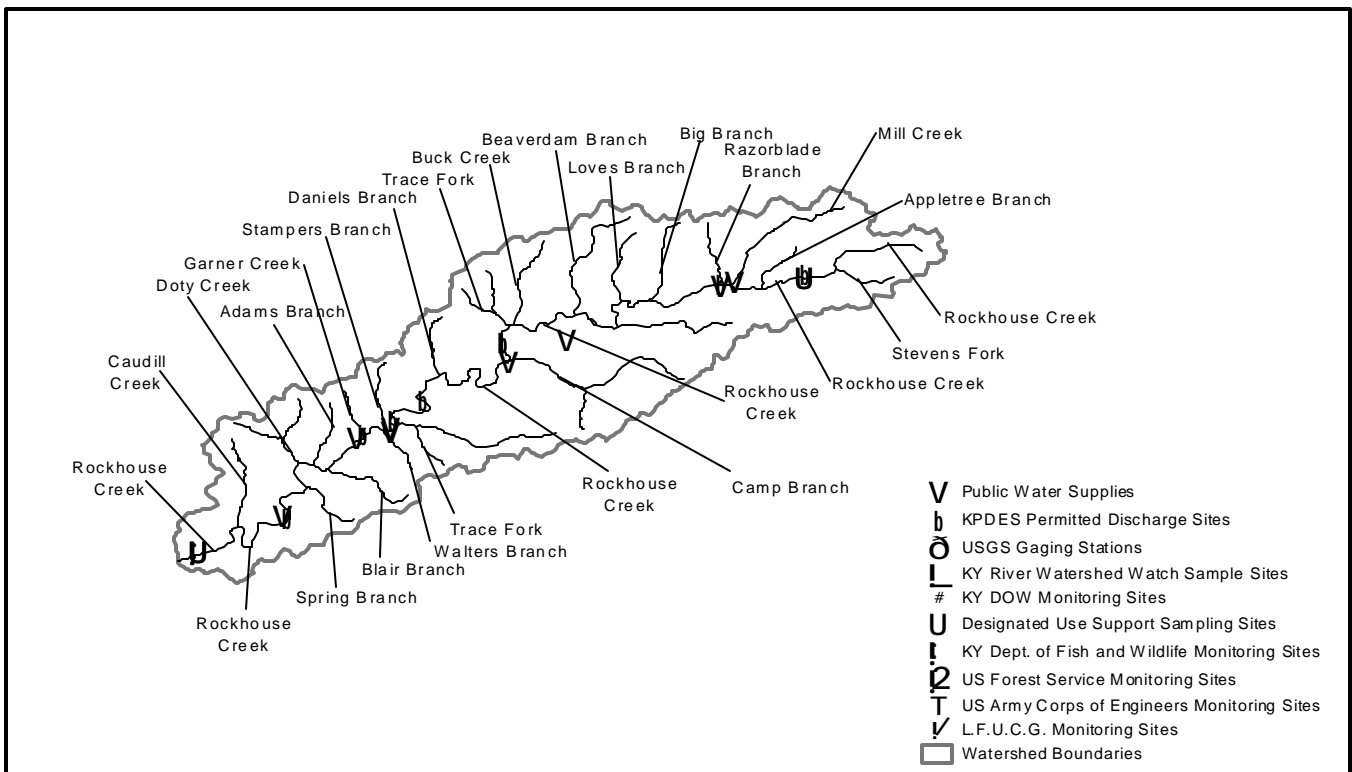 Big Branch
Mill Creek
Beaverdam Branch
Razorblade
Branch
Buck Creek
Loves Branch
Trace Fork
Daniels Branch
Appletree Branch
Stampers Branch
Garner Creek
Doty Creek
Adams Branch
Rockhouse Creek
Stevens Fork
Caudill
Creek
Rockhouse Creek
Rockhouse
Creek
Rockhouse
Creek
Rockhouse
Creek
Camp Branch
Trace Fork
Walters Branch
Blair Branch
Spring Branch
Rockhouse
Creek
V Public Water Supplies
b KPDES Permitted Discharge Sites
USGS Gaging Stations
KY River Watershed Watch Sample Sites
# KY DOW Monitoring Sites
U Designated Use Support Sampling Sites
KY Dept. of Fish and Wildlife Monitoring Sites
US Forest Service Monitoring Sites
T US Army Corps of Engineers Monitoring Sites
L.F.U.C.G. Monitoring Sites
Watershed Boundaries